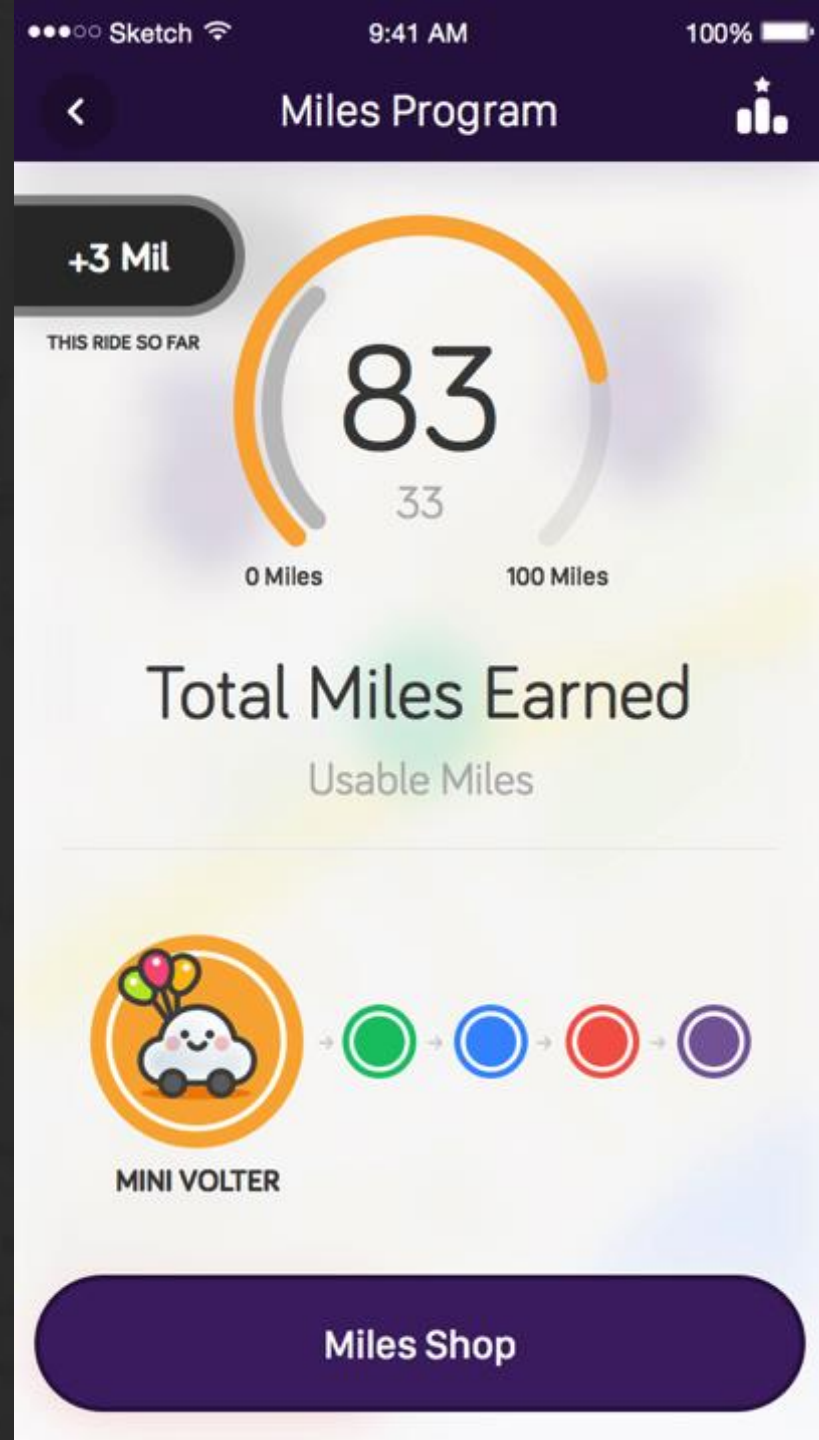 Sketch 9:41 AM 100%
Miles Program
+3 Mil
THIS RIDE SO FAR
83
33
0 Miles 100 Miles
Total Miles Earned
Usable Miles
MINI VOLTER
Miles Shop